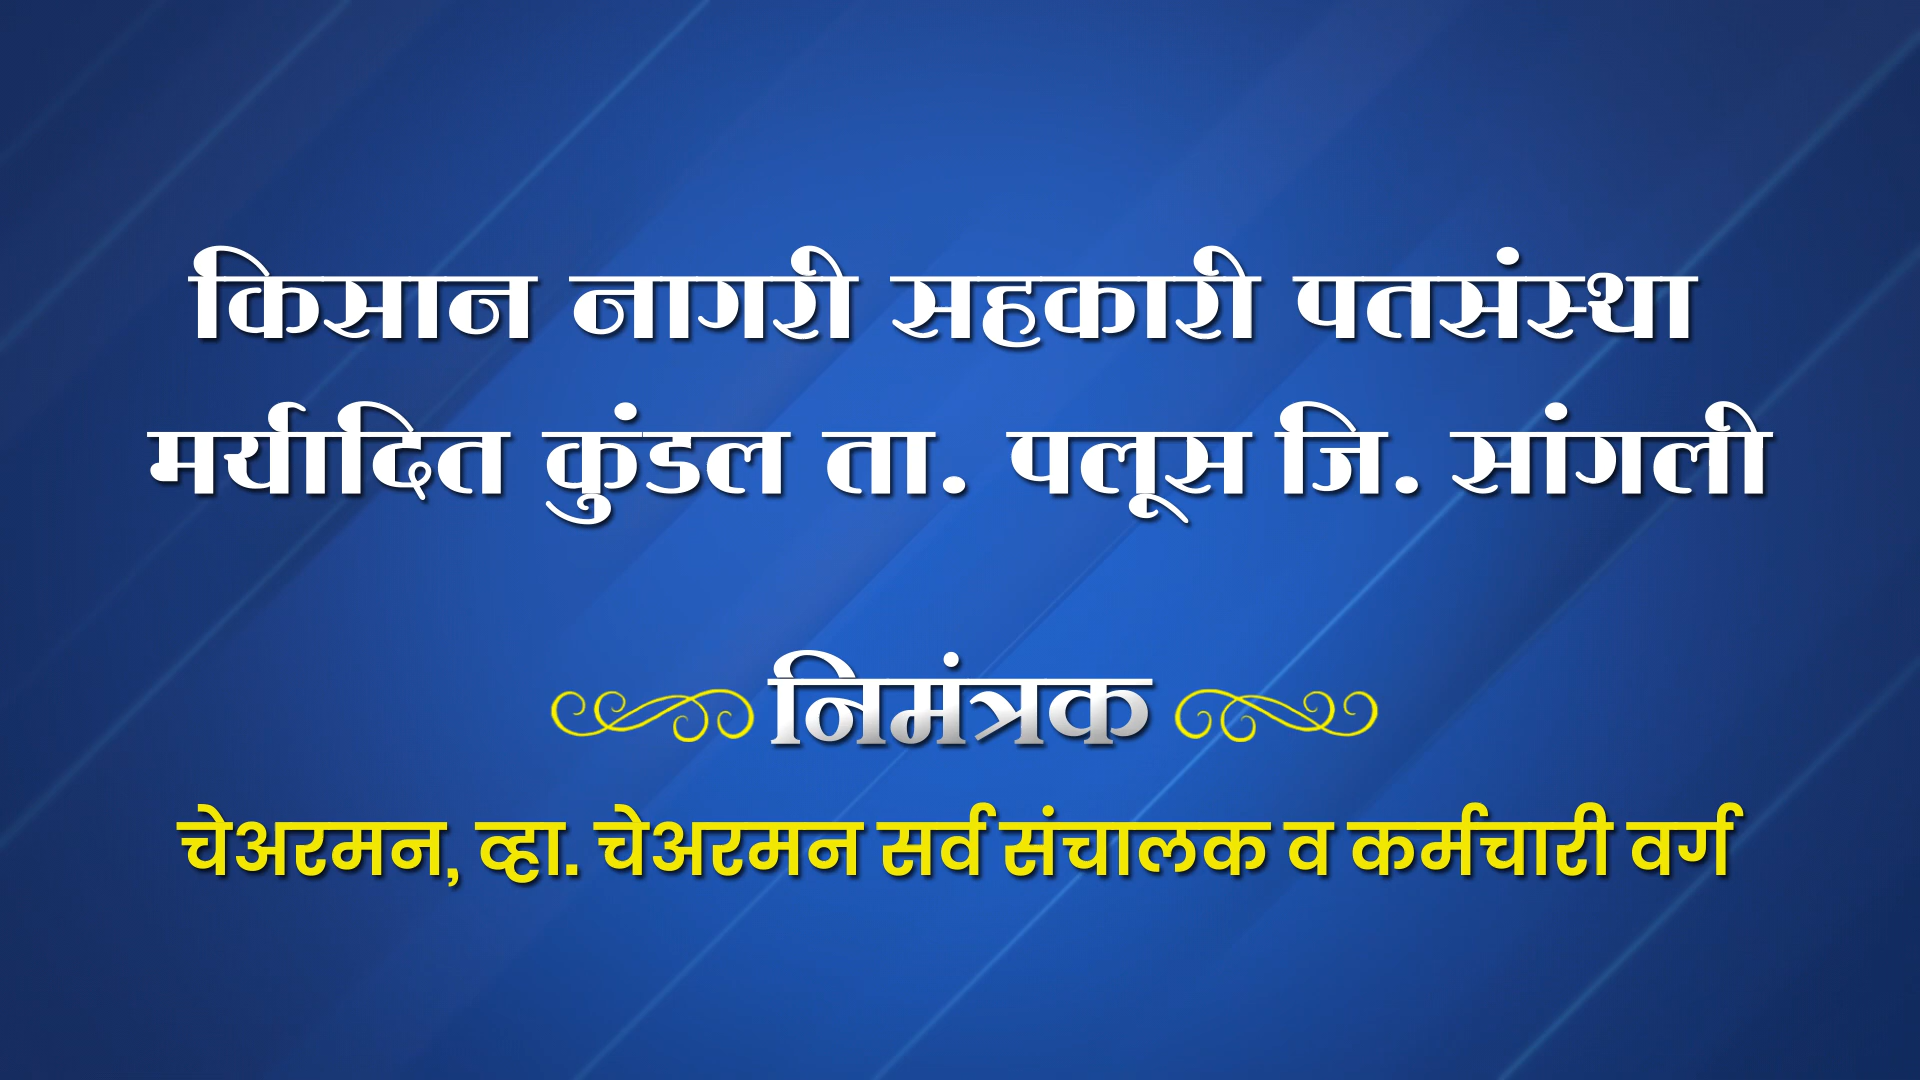 किसान नागरी सहकारी पतसंस्था
मर्यादित कुंडल ता. पलूस जि. सांगली
निमंत्रक
चेअरमन, व्हा. चेअरमन सर्व संचालक व कर्मचारी वर्ग